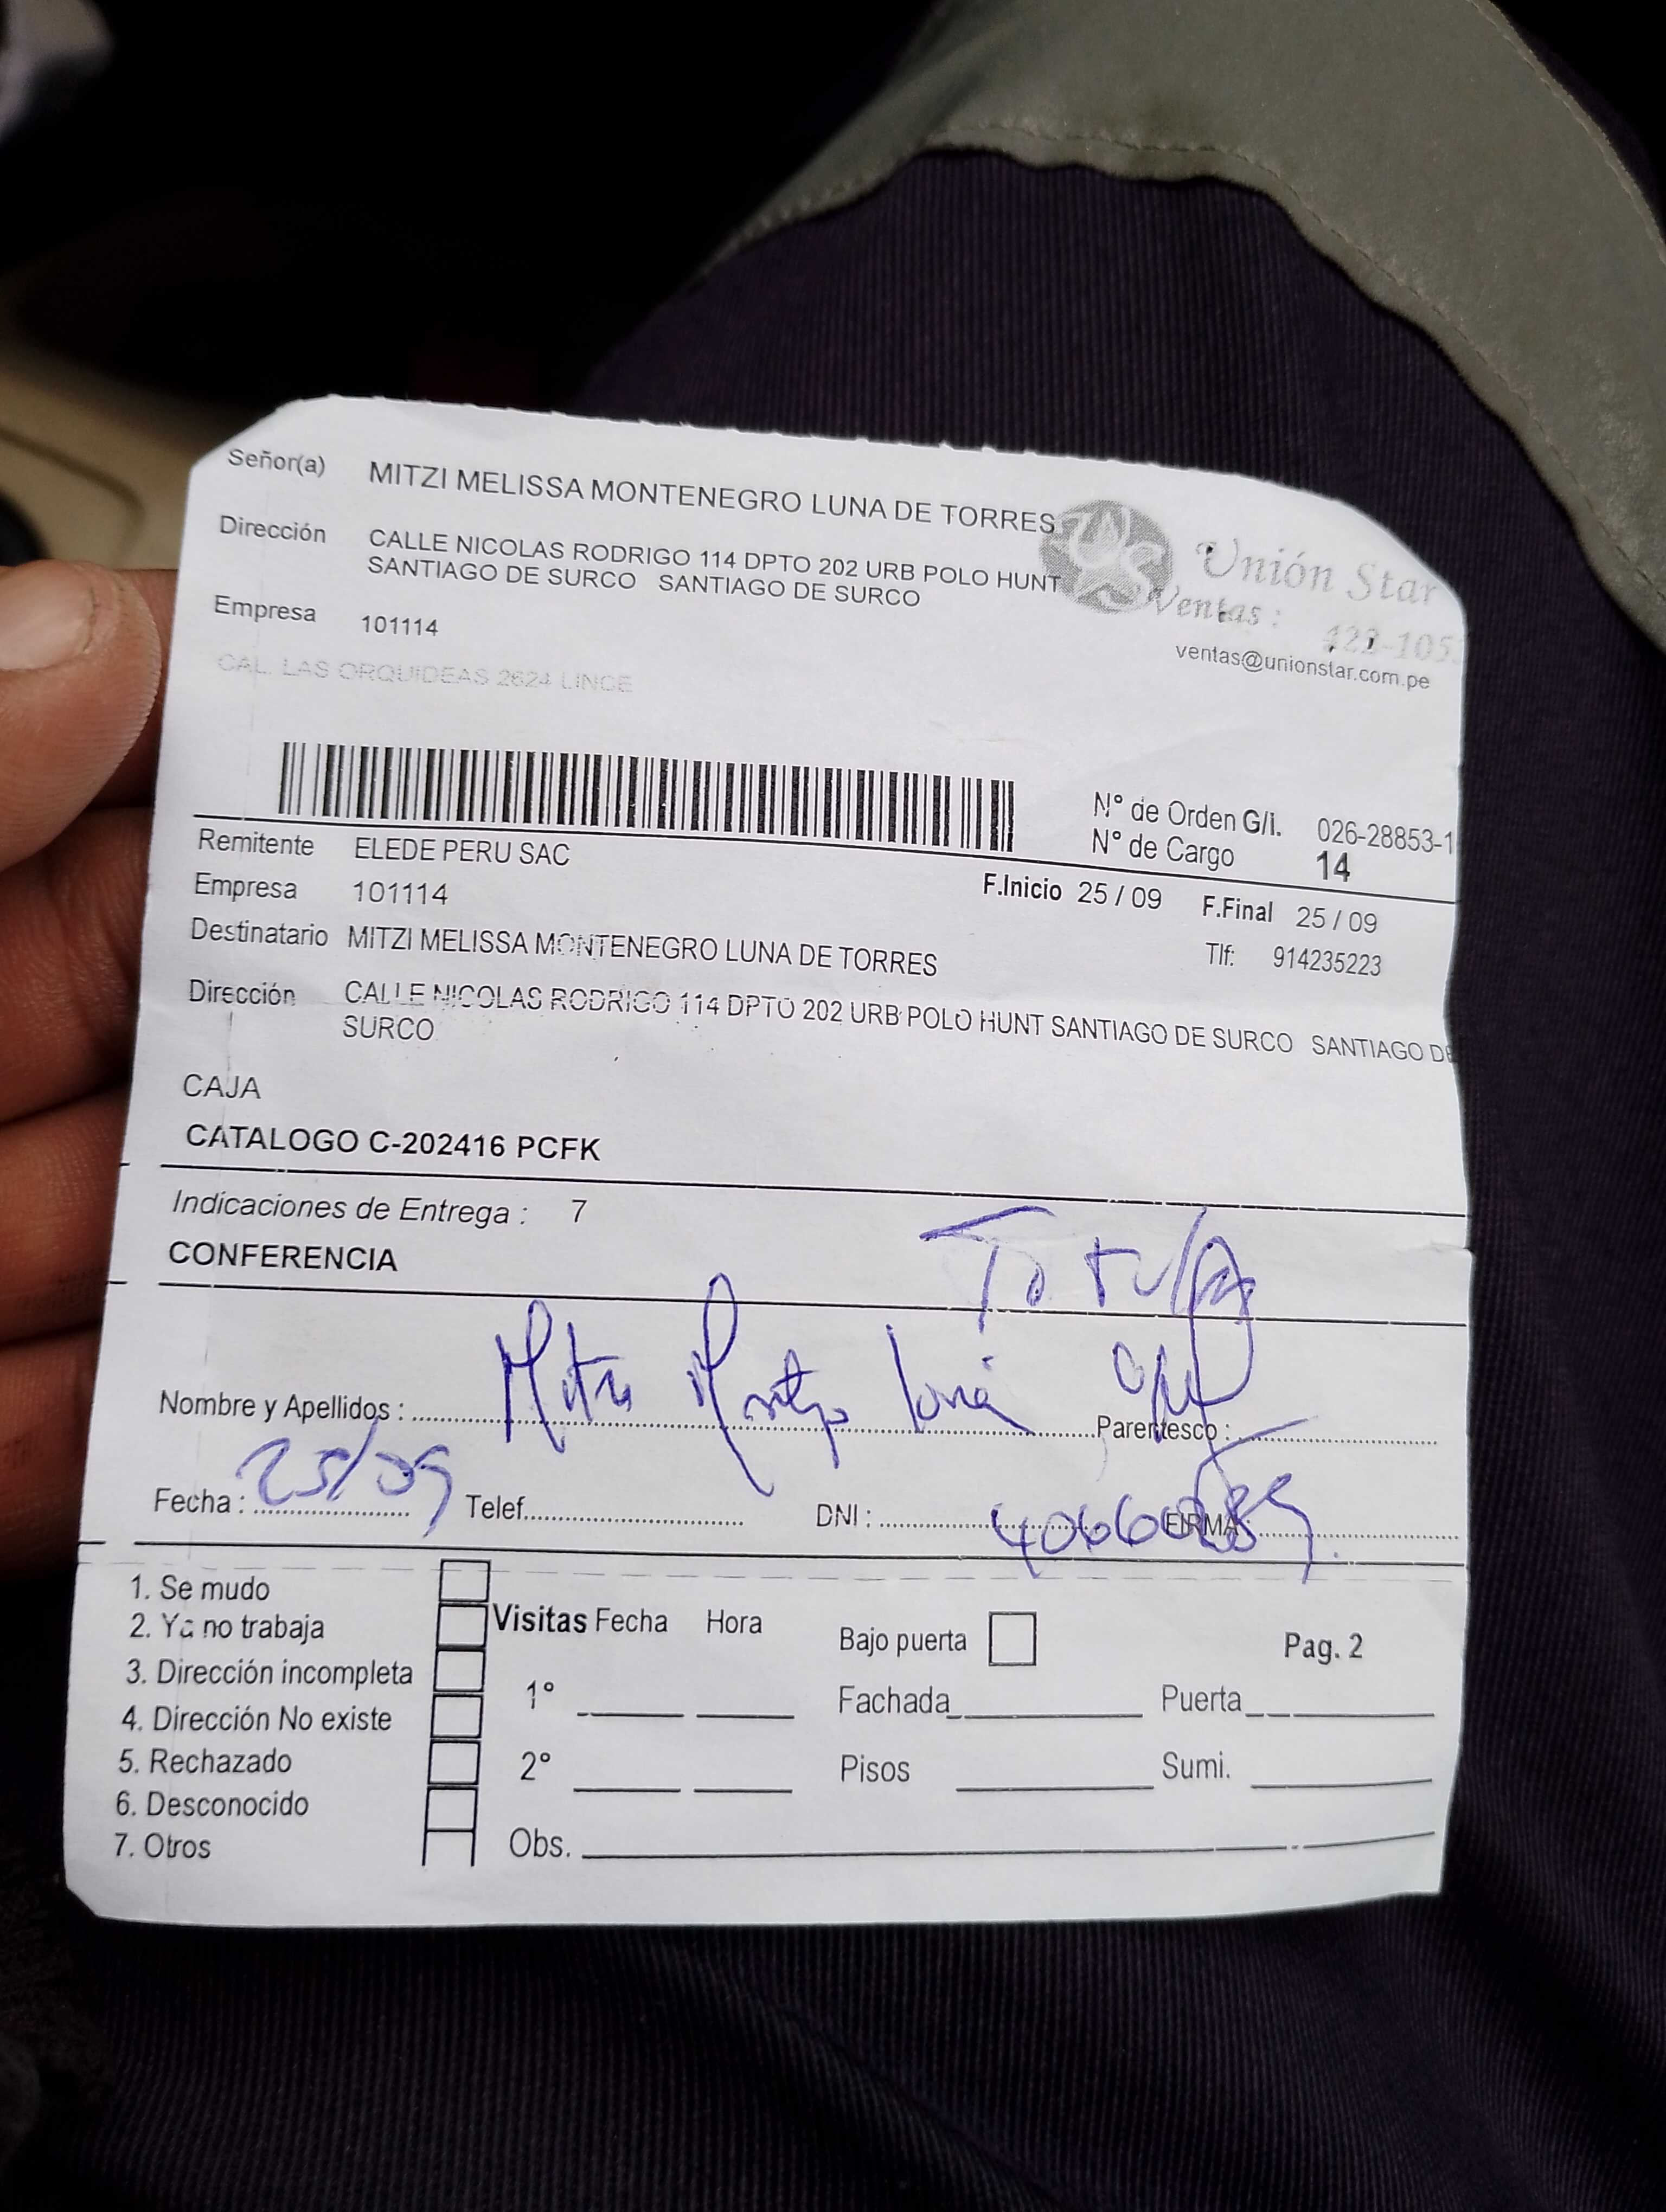 Señor(a) MITZI MELISSA MONTENEGRO LUNA DE TORRES
Dirección CALLE NICOLAS RODRIGO 114 DPTO 202 URB POLO HUNT
SANTIAGO DE SURCO SANTIAGO DE SURCO
Empresa 101114
CAL. LAS ORQUIDEAS 2624 LINCE
Unión Star
Ventas : 422-105
ventas@unionstar.com.pe
N° de Orden G/I. 026-28853-1
N° de Cargo 14
Remitente ELEDE PERU SAC
Empresa 101114
F.Inicio 25 / 09 F.Final 25 / 09
Destinatario MITZI MELISSA MONTENEGRO LUNA DE TORRES
Tlf: 914235223
Dirección CALLE NICOLAS RODRIGO 114 DPTO 202 URB POLO HUNT SANTIAGO DE SURCO SANTIAGO DE
SURCO
CAJA
CATALOGO C-202416 PCFK
Indicaciones de Entrega : 7
CONFERENCIA
Titular
Nombre y Apellidos : Mitzi Parentesco :
Fecha : 25/09 Telef. DNI : FIRMA :
1. Se mudo
2. Ya no trabaja
3. Dirección incompleta
4. Dirección No existe
5. Rechazado
6. Desconocido
7. Otros
Visitas Fecha Hora
1°
2°
Obs.
Bajo puerta Pag. 2
Fachada Puerta
Pisos Sumi.